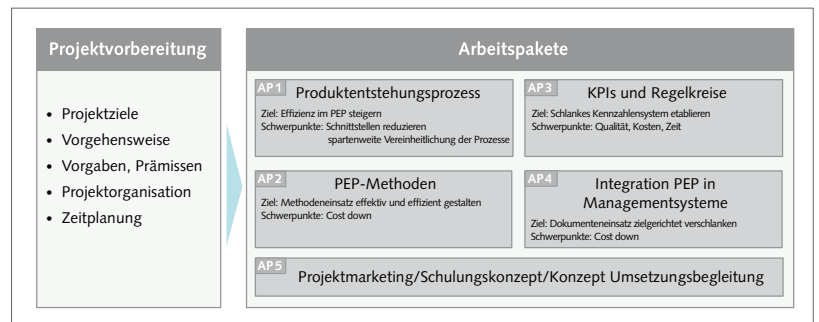 Projektvorbereitung
• Projektziele
• Vorgehensweise
• Vorgaben, Prämissen
• Projektorganisation
• Zeitplanung
Arbeitspakete
AP1
Produktentstehungsprozess
Ziel: Effizienz im PEP steigern
Schwerpunkte: Schnittstellen reduzieren
spartenweite Vereinheitlichung der Prozesse
AP2
PEP-Methoden
Ziel: Methodeneinsatz effektiv und effizient gestalten
Schwerpunkte: Cost down
AP3
KPIs und Regelkreise
Ziel: Schlankes Kennzahlensystem etablieren
Schwerpunkte: Qualität, Kosten, Zeit
AP4
Integration PEP in
Managementsysteme
Ziel: Dokumenteneinsatz zielgerichtet verschlanken
Schwerpunkte: Cost down
AP5
Projektmarketing/Schulungskonzept/Konzept Umsetzungsbegleitung